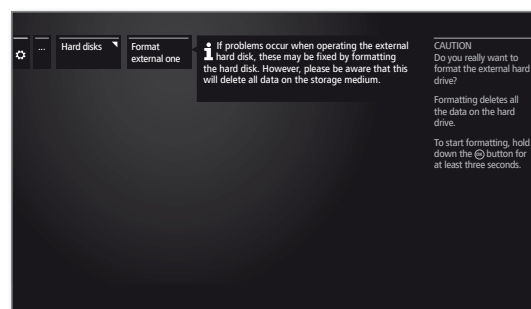 ...
Hard disks
Format
external one
If problems occur when operating the external
hard disk, these may be fixed by formatting
the hard disk. However, please be aware that this
will delete all data on the storage medium.
CAUTION
Do you really want to
format the external hard
drive?
Formatting deletes all
the data on the hard
drive.
To start formatting, hold
down the OK button for
at least three seconds.